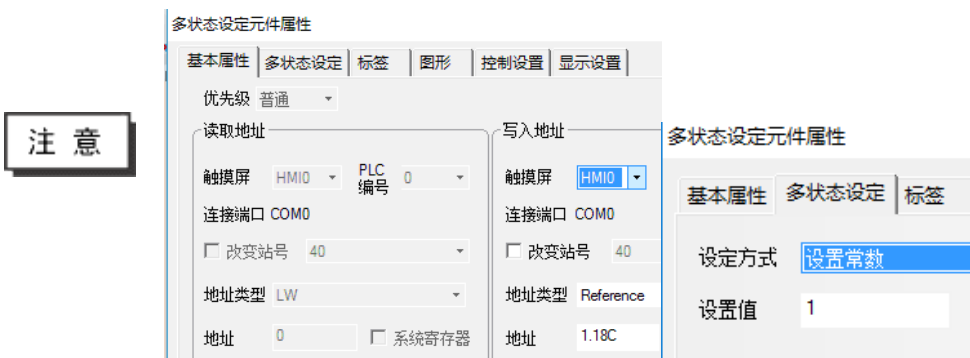 注 意
多状态设定元件属性
基本属性 多状态设定 标签 图形 控制设置 显示设置
优先级 普通
读取地址
触摸屏 HMI0 PLC编号 0
连接端口 COM0
改变站号 40
地址类型 LW
地址 0 系统寄存器
写入地址
触摸屏 HMI0
连接端口 COM0
改变站号 40
地址类型 Reference
地址 1.18C
多状态设定元件属性
基本属性 多状态设定 标签
设定方式 设置常数
设置值 1